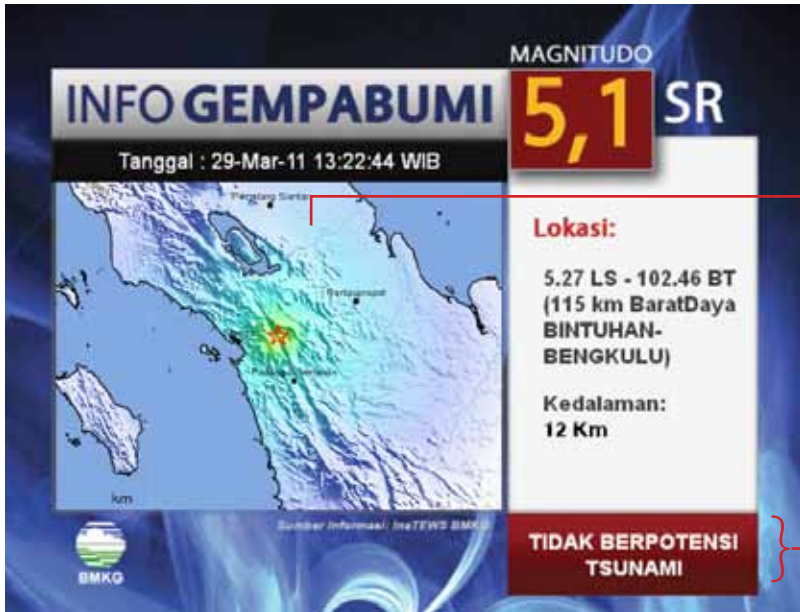 MAGNITUDO
INFO GEMPABUMI
5,1 SR
Tanggal : 29-Mar-11 13:22:44 WIB
Lokasi:
5.27 LS - 102.46 BT
(115 km BaratDaya
BINTUHAN-
BENGKULU)
Kedalaman:
12 Km
km
Sumber Informasi: InaTEWS BMKG
BMKG
TIDAK BERPOTENSI
TSUNAMI